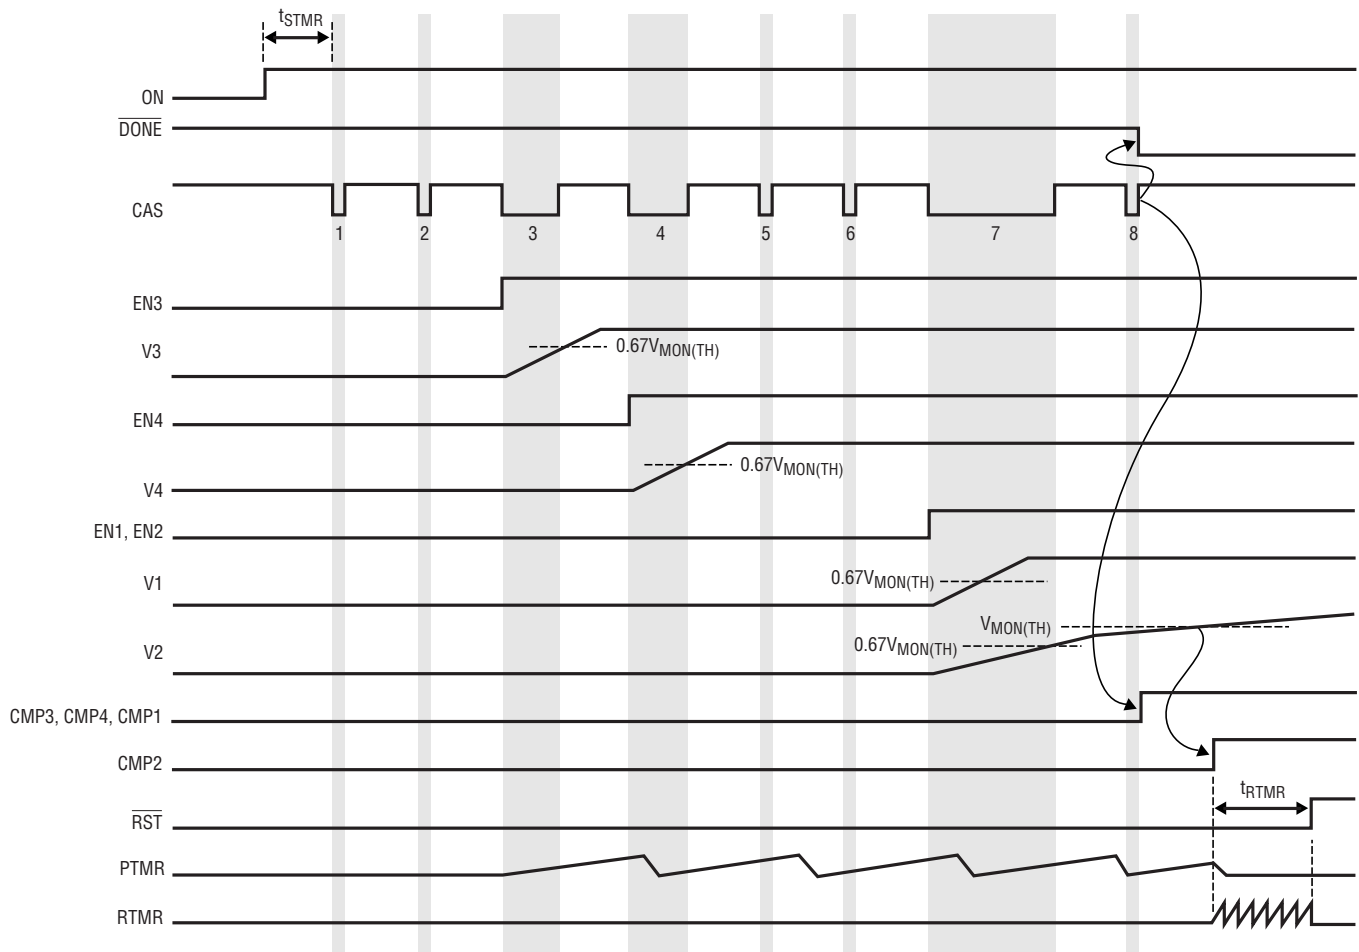 tSTMR
ON
DONE
CAS
1 2 3 4 5 6 7 8
EN3
V3
0.67VMON(TH)
EN4
V4
0.67VMON(TH)
EN1, EN2
V1
0.67VMON(TH)
VMON(TH)
V2
0.67VMON(TH)
CMP3, CMP4, CMP1
CMP2
tRTMR
RST
PTMR
RTMR